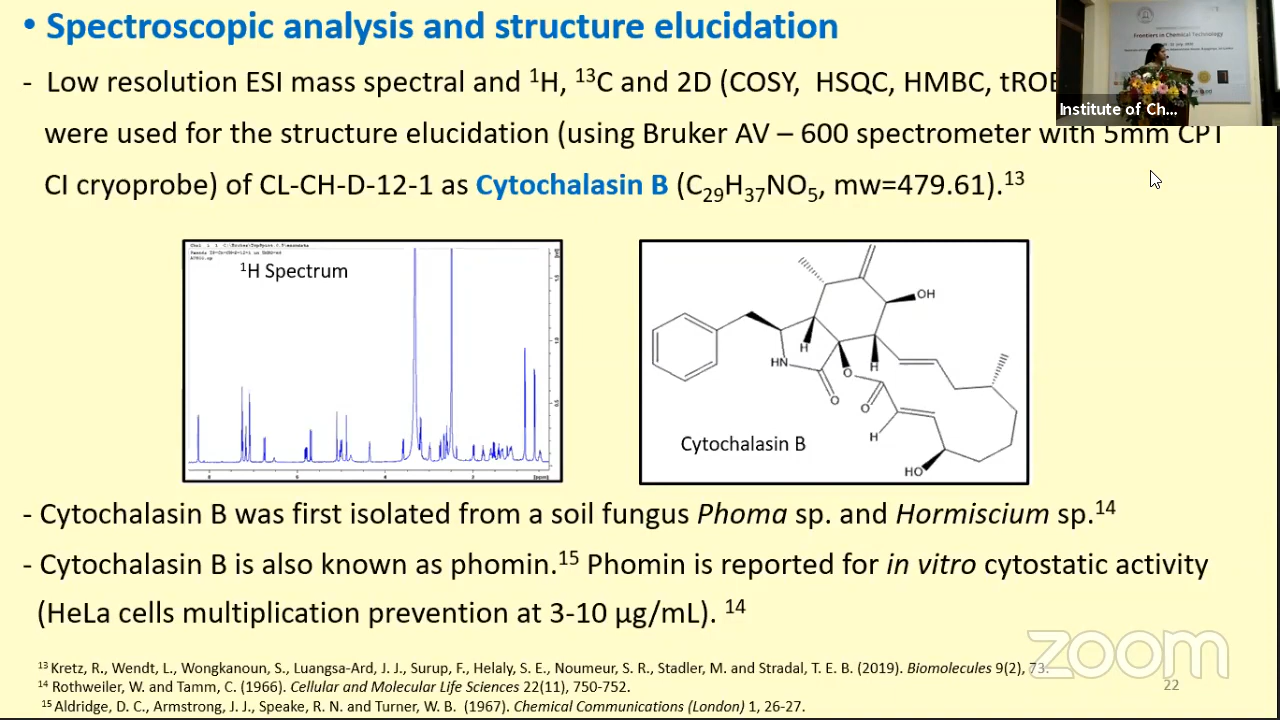 • Spectroscopic analysis and structure elucidation
- Low resolution ESI mass spectral and ¹H, ¹³C and 2D (COSY, HSQC, HMBC,
were used for the structure elucidation (using Bruker AV – 600 spectrometer with 5mm CPT
CI cryoprobe) of CL-CH-D-12-1 as Cytochalasin B (C₂₉H₃₇NO₅, mw=479.61).¹³
Frontiers in Chemical Technology
Institute of Ch...
¹H Spectrum
OH
H
HN
O
O
H
O
H
HO
Cytochalasin B
- Cytochalasin B was first isolated from a soil fungus Phoma sp. and Hormiscium sp.¹⁴
- Cytochalasin B is also known as phomin.¹⁵ Phomin is reported for in vitro cytostatic activity
(HeLa cells multiplication prevention at 3-10 µg/mL). ¹⁴
¹³ Kretz, R., Wendt, L., Wongkanoun, S., Luangsa-Ard, J. J., Surup, F., Helaly, S. E., Noumeur, S. R., Stadler, M. and Stradal, T. E. B. (2019). Biomolecules 9(2), 73.
¹⁴ Rothweiler, W. and Tamm, C. (1966). Cellular and Molecular Life Sciences 22(11), 750-752.
¹⁵ Aldridge, D. C., Armstrong, J. J., Speake, R. N. and Turner, W. B. (1967). Chemical Communications (London) 1, 26-27.
zoom
22